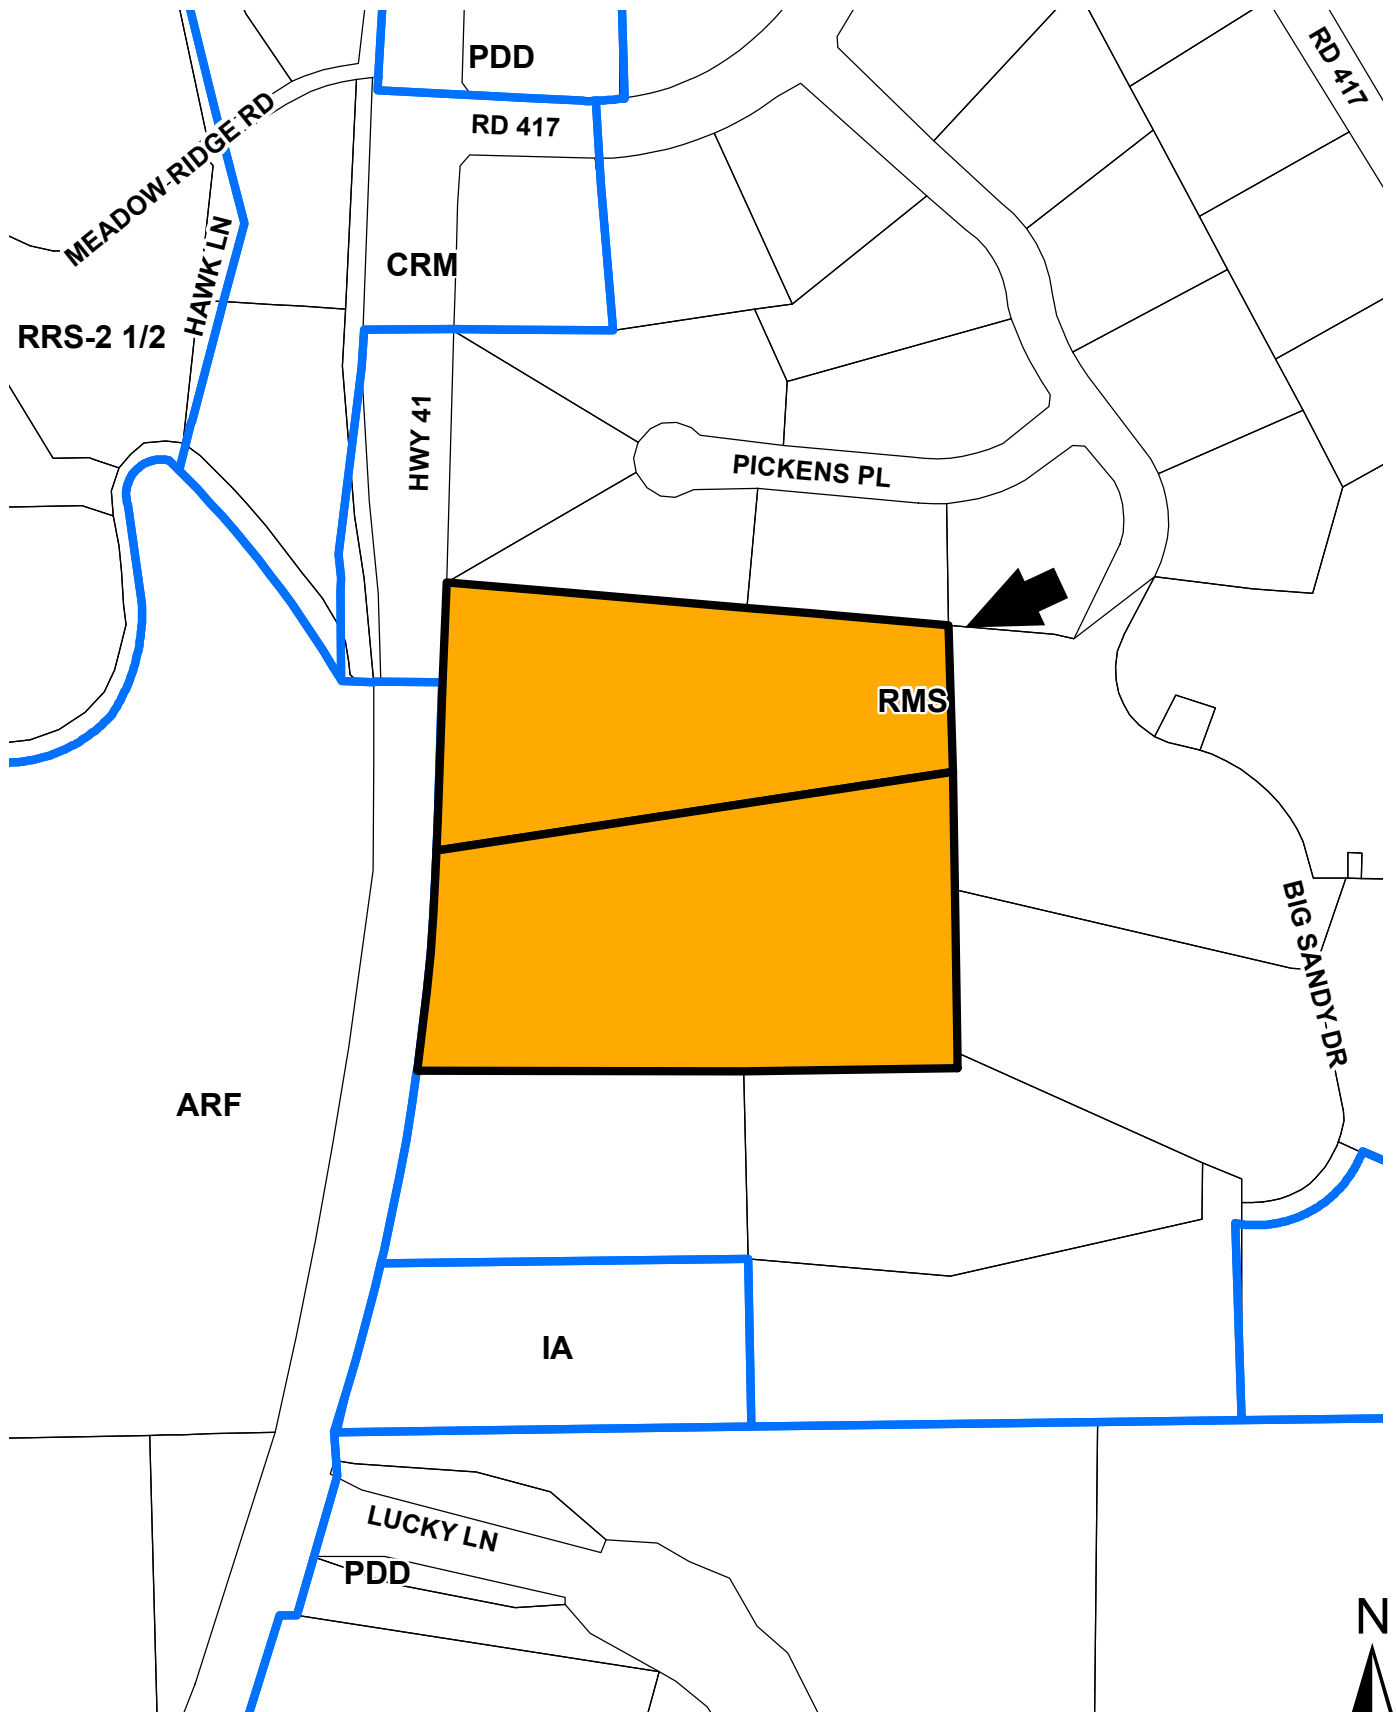 PDD
RD 417
RD 417
MEADOW RIDGE RD
HAWK LN
CRM
RRS-2 1/2
HWY 41
PICKENS PL
RMS
BIG SANDY DR
ARF
IA
LUCKY LN
PDD
N